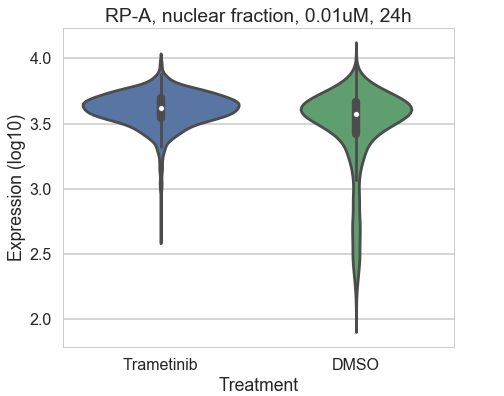 RP-A, nuclear fraction, 0.01uM, 24h
4.0
3.5
3.0
2.5
2.0
Expression (log10)
Trametinib DMSO
Treatment